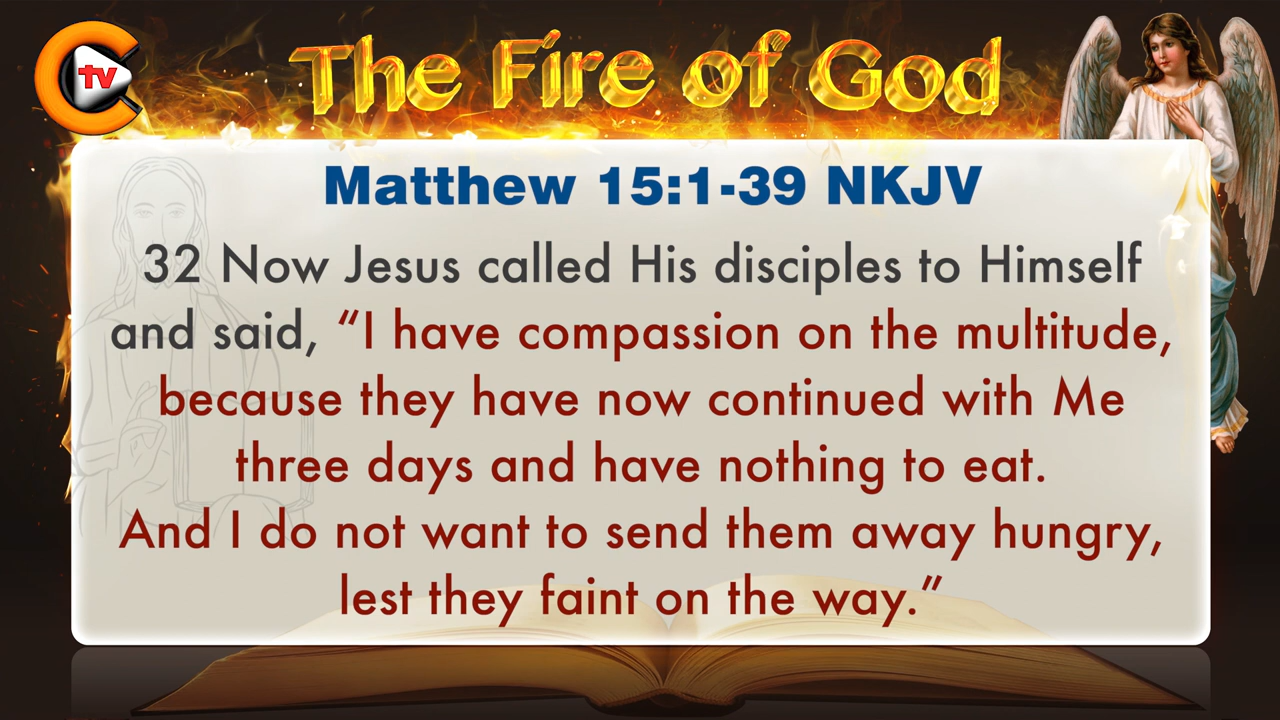 tv
The Fire of God
Matthew 15:1-39 NKJV
32 Now Jesus called His disciples to Himself
and said, “I have compassion on the multitude,
because they have now continued with Me
three days and have nothing to eat.
And I do not want to send them away hungry,
lest they faint on the way.”